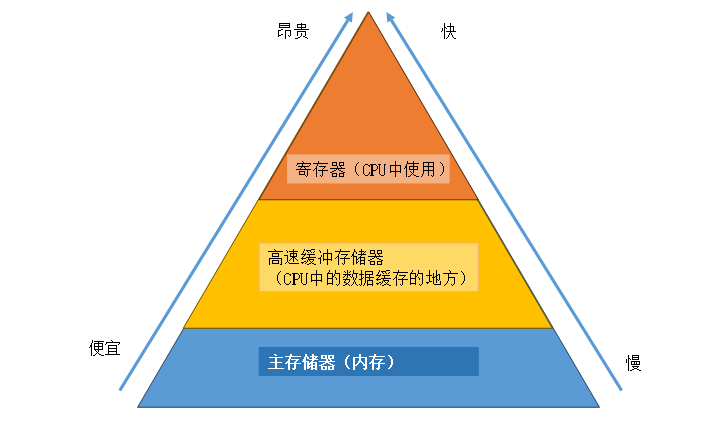 昂贵
快
寄存器（CPU中使用）
高速缓冲存储器
（CPU中的数据缓存的地方）
便宜
主存储器（内存）
慢